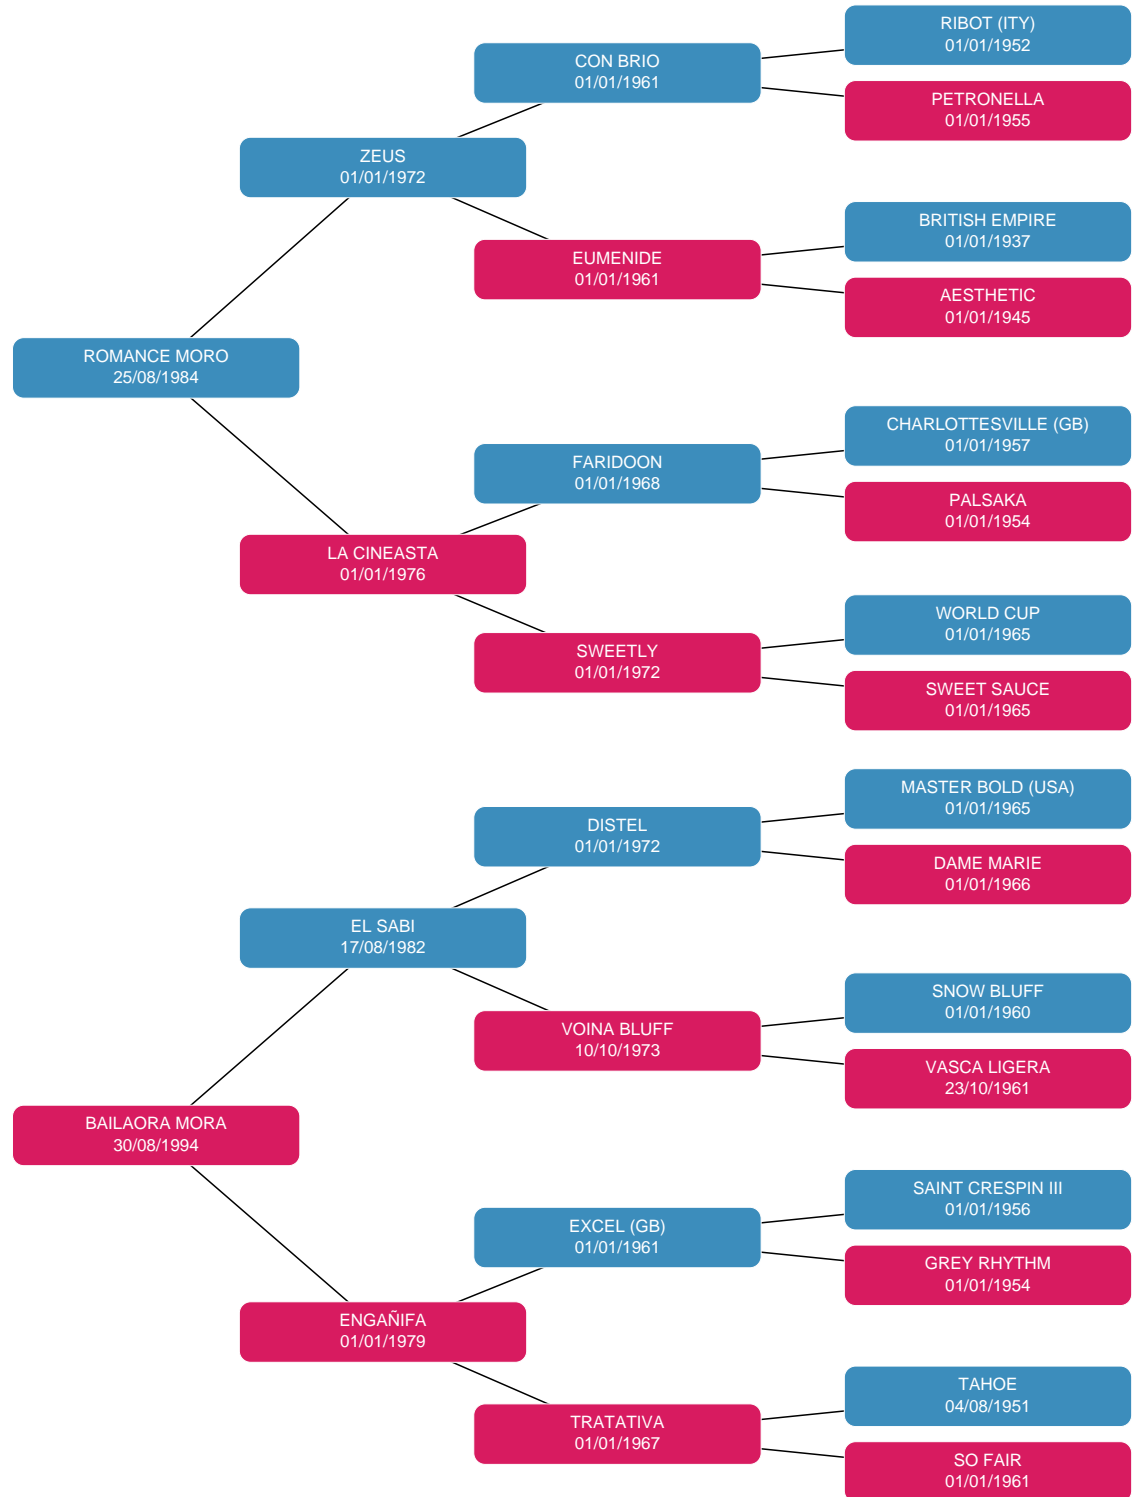 RIBOT (ITY)
01/01/1952
CON BRIO
01/01/1961
PETRONELLA
01/01/1955
ZEUS
01/01/1972
BRITISH EMPIRE
01/01/1937
EUMENIDE
01/01/1961
AESTHETIC
01/01/1945
ROMANCE MORO
25/08/1984
CHARLOTTESVILLE (GB)
01/01/1957
FARIDOON
01/01/1968
PALSAKA
01/01/1954
LA CINEASTA
01/01/1976
WORLD CUP
01/01/1965
SWEETLY
01/01/1972
SWEET SAUCE
01/01/1965
MASTER BOLD (USA)
01/01/1965
DISTEL
01/01/1972
DAME MARIE
01/01/1966
EL SABI
17/08/1982
SNOW BLUFF
01/01/1960
VOINA BLUFF
10/10/1973
VASCA LIGERA
23/10/1961
BAILAORA MORA
30/08/1994
SAINT CRESPIN III
01/01/1956
EXCEL (GB)
01/01/1961
GREY RHYTHM
01/01/1954
ENGAÑIFA
01/01/1979
TAHOE
04/08/1951
TRATATIVA
01/01/1967
SO FAIR
01/01/1961